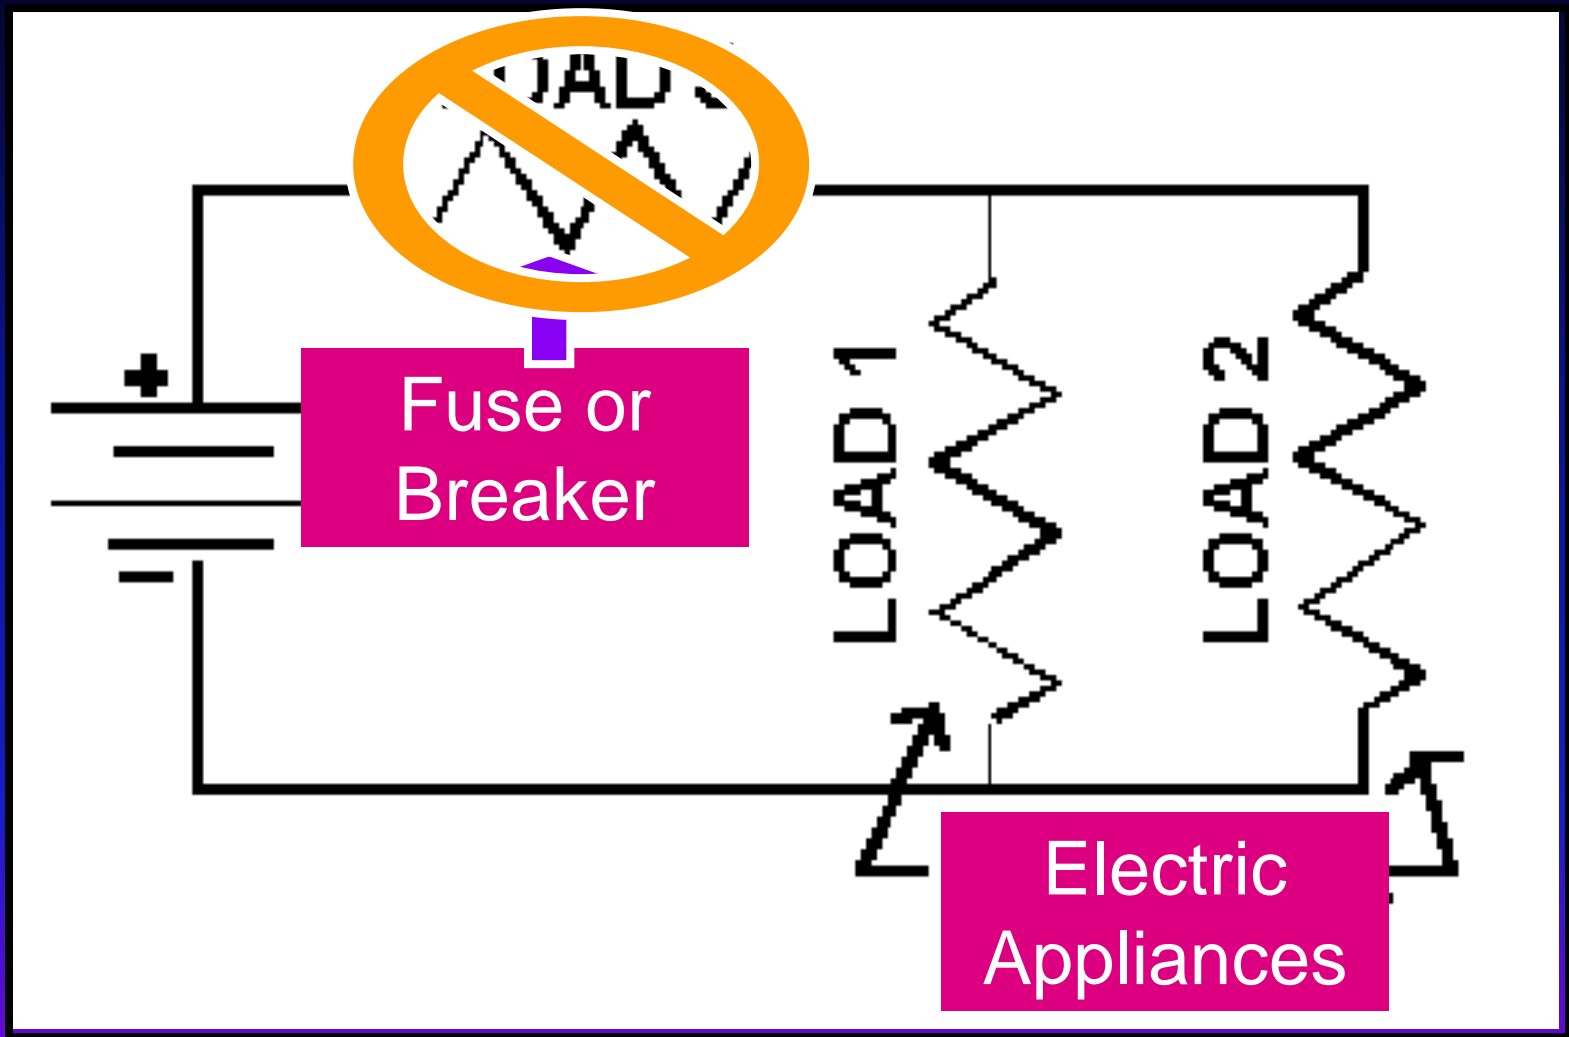 +
Fuse or
Breaker
LOAD 1
LOAD 2
Electric
Appliances